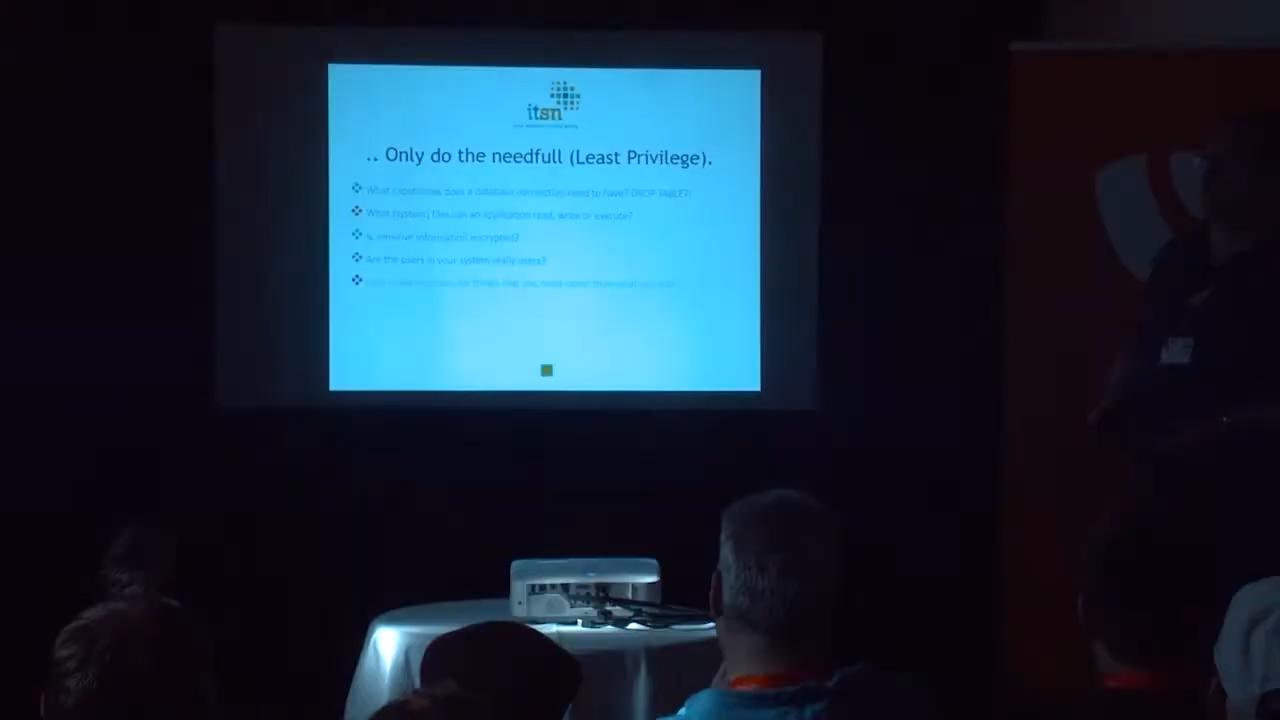 itsn
.. Only do the needfull (Least Privilege).
What capabilities does a database connection need to have? DROP TABLE?!
What (system) files can an application read, write or execute?
Is sensitive information encrypted?
Are the users in your system really users?